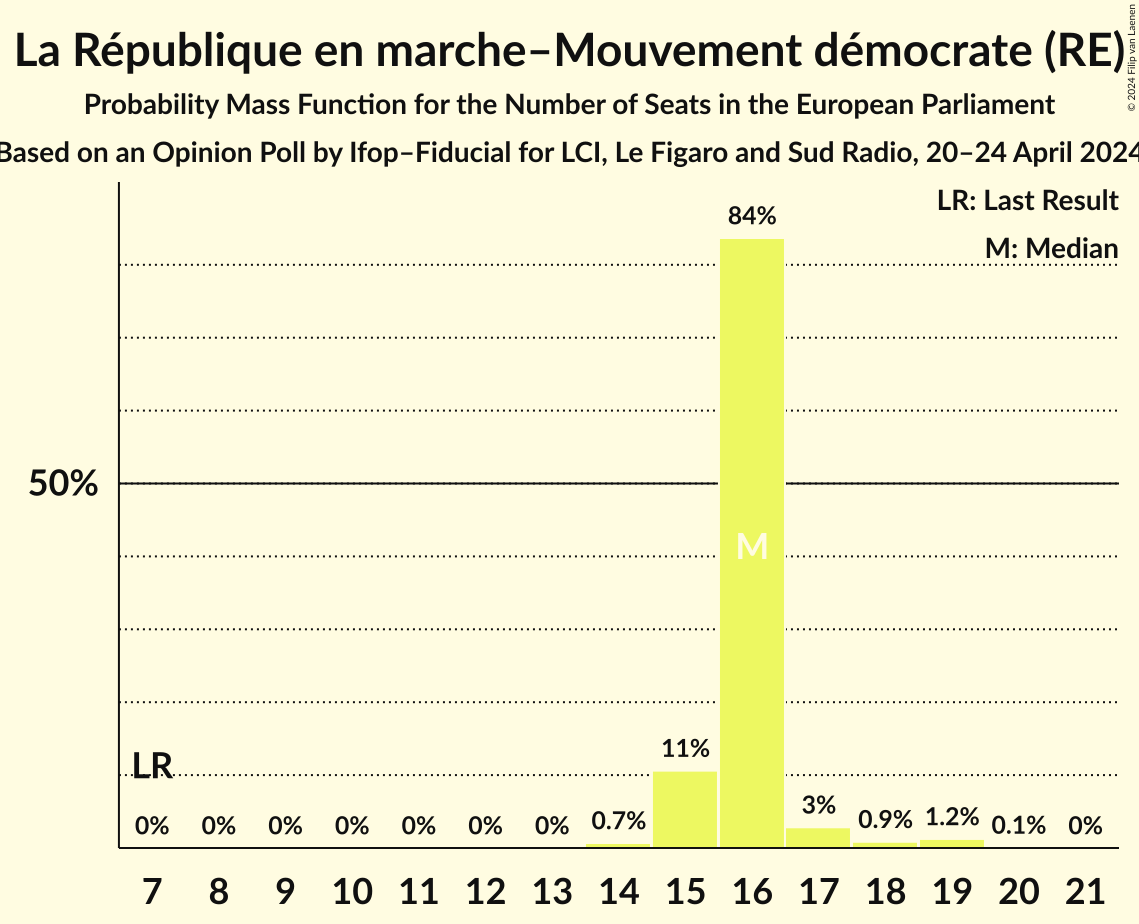 La République en marche–Mouvement démocrate (RE)
Probability Mass Function for the Number of Seats in the European Parliament
Based on an Opinion Poll by Ifop–Fiducial for LCI, Le Figaro and Sud Radio, 20–24 April 2024
© 2024 Filip van Laenen
LR: Last Result
M: Median
84%
50%
M
LR
11%
0% 0% 0% 0% 0% 0% 0% 0.7% 3% 0.9% 1.2% 0.1% 0%
7 8 9 10 11 12 13 14 15 16 17 18 19 20 21